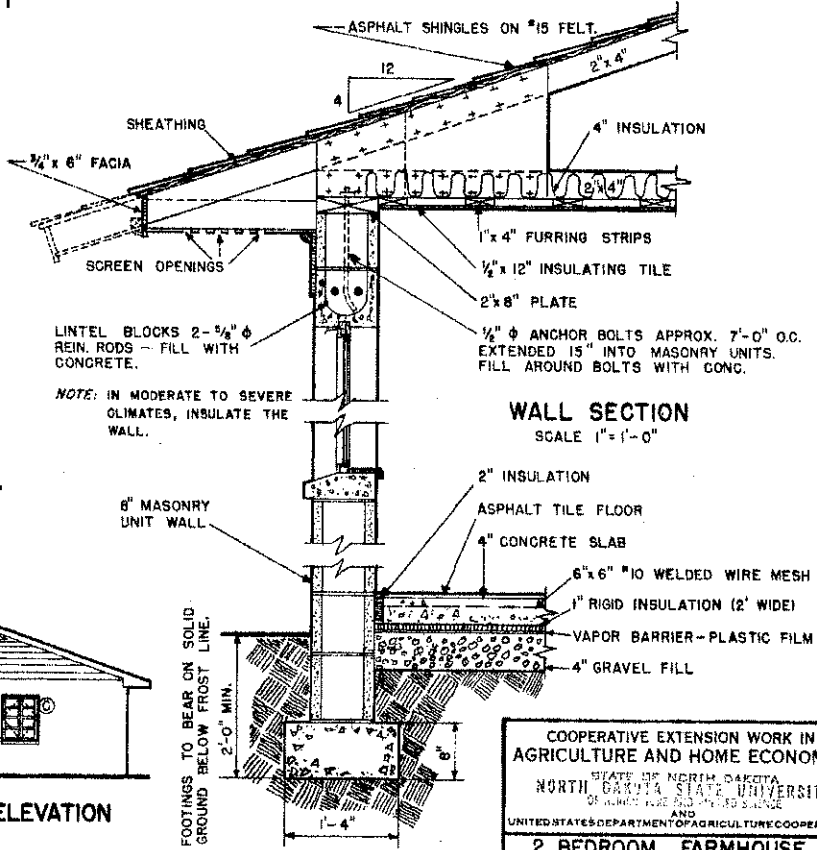 ASPHALT SHINGLES ON #15 FELT.
12
4
2"x 4"
SHEATHING
4" INSULATION
3/4" x 6" FACIA
2"x 4"
SCREEN OPENINGS
1"x 4" FURRING STRIPS
1/2" x 12" INSULATING TILE
2"x 8" PLATE
LINTEL BLOCKS 2-5/8" ϕ
REIN. RODS - FILL WITH
CONCRETE.
1/2" ϕ ANCHOR BOLTS APPROX. 7'-0" O.C.
EXTENDED 15" INTO MASONRY UNITS.
FILL AROUND BOLTS WITH CONC.
NOTE: IN MODERATE TO SEVERE
CLIMATES, INSULATE THE
WALL.
WALL SECTION
SCALE 1"=1'-0"
2" INSULATION
ASPHALT TILE FLOOR
8" MASONRY
UNIT WALL
4" CONCRETE SLAB
6"x 6" #10 WELDED WIRE MESH
1" RIGID INSULATION (2' WIDE)
VAPOR BARRIER-PLASTIC FILM
4" GRAVEL FILL
FOOTINGS TO BEAR ON SOLID
GROUND BELOW FROST LINE.
2'-0" MIN.
8"
1'-4"
C
ELEVATION
COOPERATIVE EXTENSION WORK IN
AGRICULTURE AND HOME ECONOM
STATE OF NORTH DAKOTA
NORTH DAKOTA STATE UNIVERSIT
AND
UNITED STATES DEPARTMENT OF AGRICULTURE COOPER
2 BEDROOM FARMHOUSE